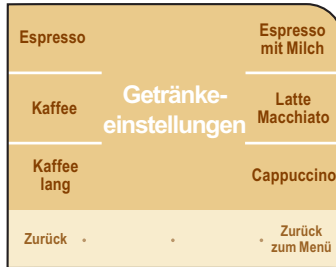 Espresso
Espresso
mit Milch
Getränke-
einstellungen
Kaffee
Latte
Macchiato
Kaffee
lang
Cappuccino
Zurück
Zurück
zum Menü